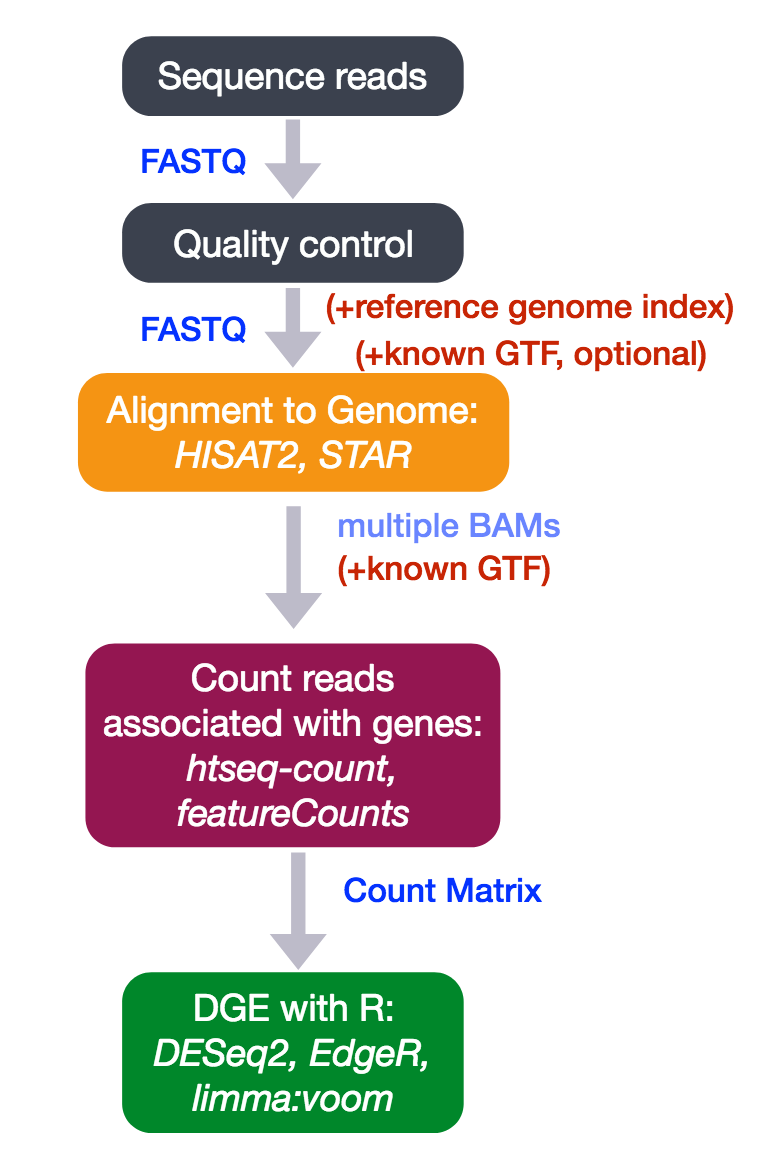 Sequence reads
FASTQ
Quality control
FASTQ
(+reference genome index)
(+known GTF, optional)
Alignment to Genome:
HISAT2, STAR
multiple BAMs
(+known GTF)
Count reads
associated with genes:
htseq-count,
featureCounts
Count Matrix
DGE with R:
DESeq2, EdgeR,
limma:voom